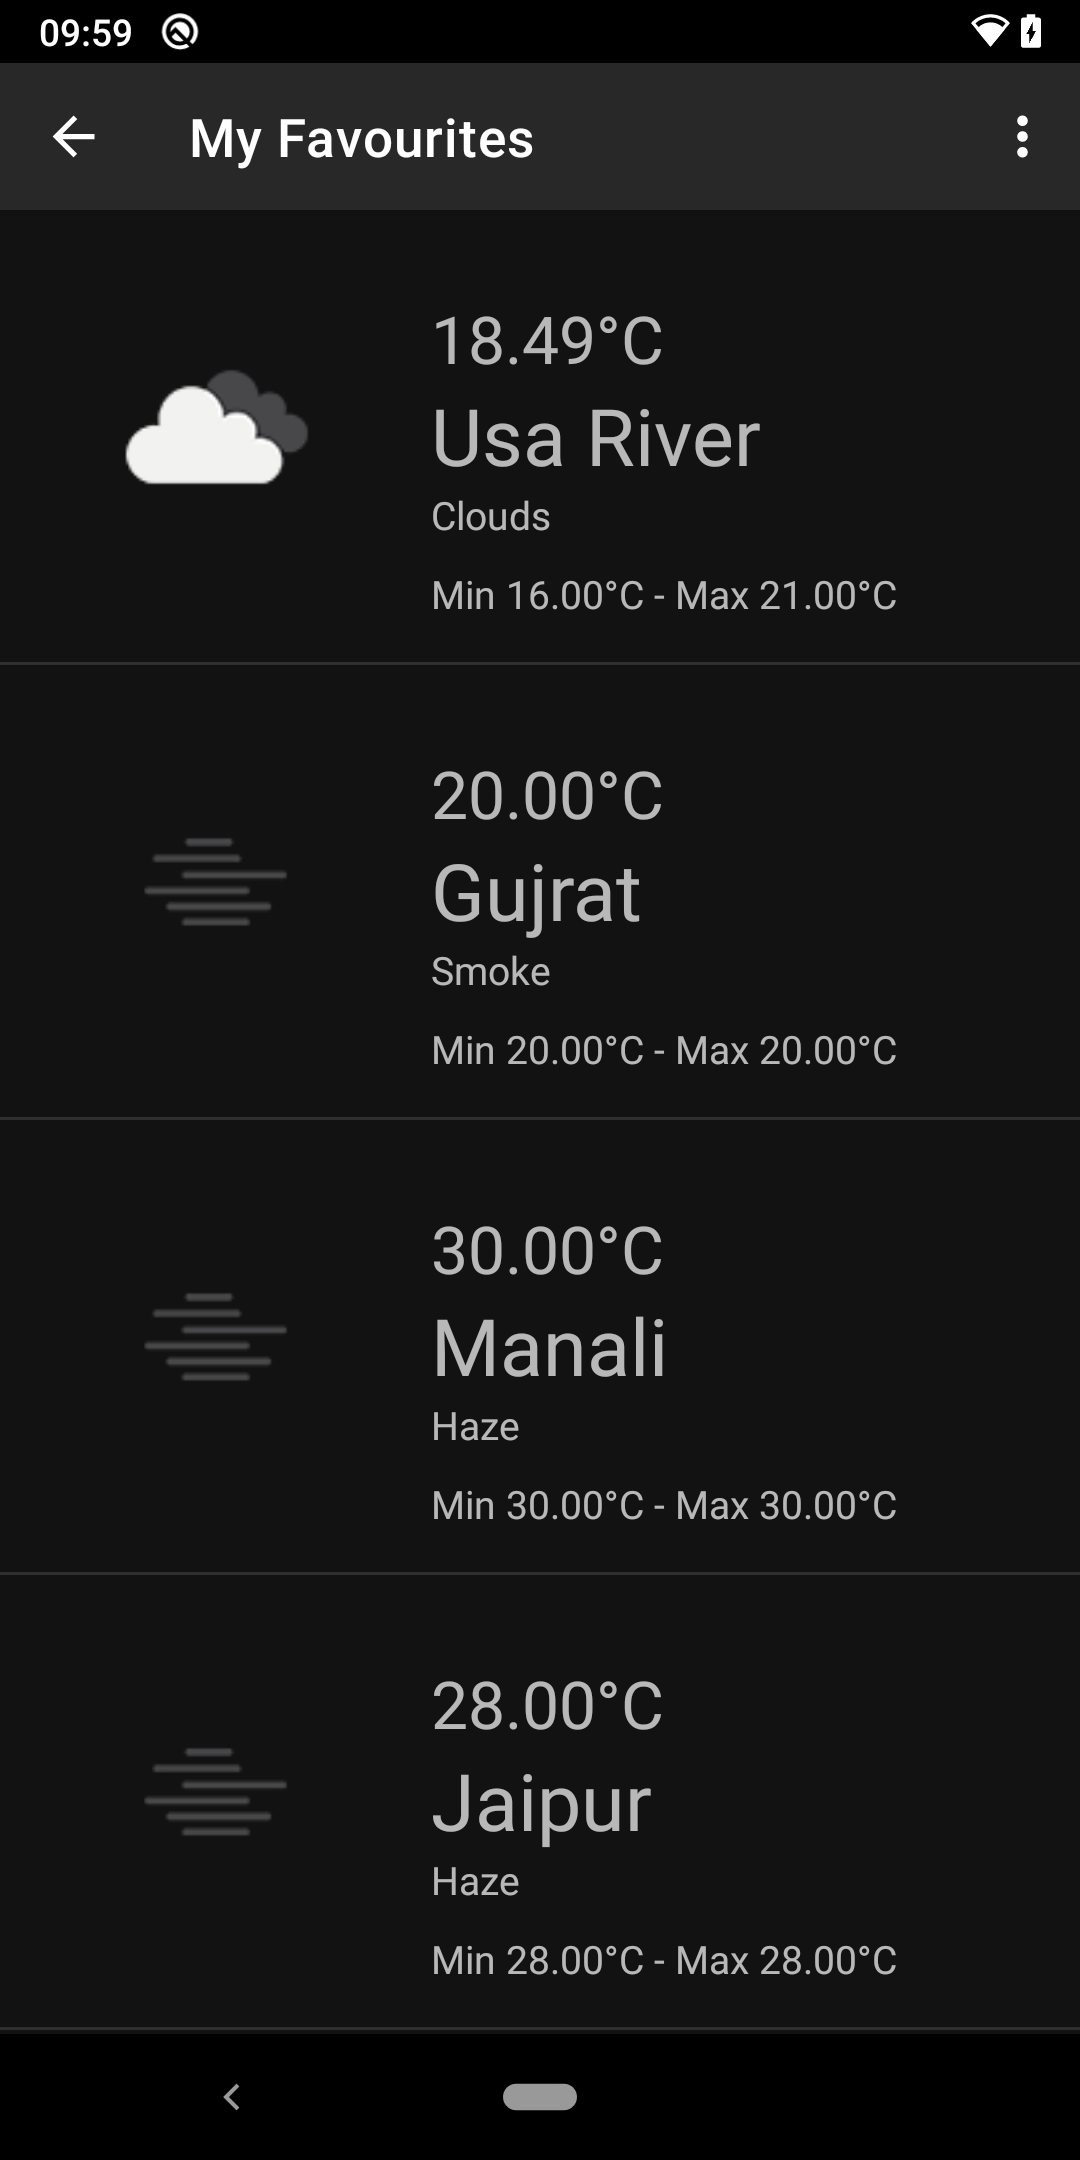 09:59
My Favourites
18.49°C
Usa River
Clouds
Min 16.00°C - Max 21.00°C
20.00°C
Gujrat
Smoke
Min 20.00°C - Max 20.00°C
30.00°C
Manali
Haze
Min 30.00°C - Max 30.00°C
28.00°C
Jaipur
Haze
Min 28.00°C - Max 28.00°C